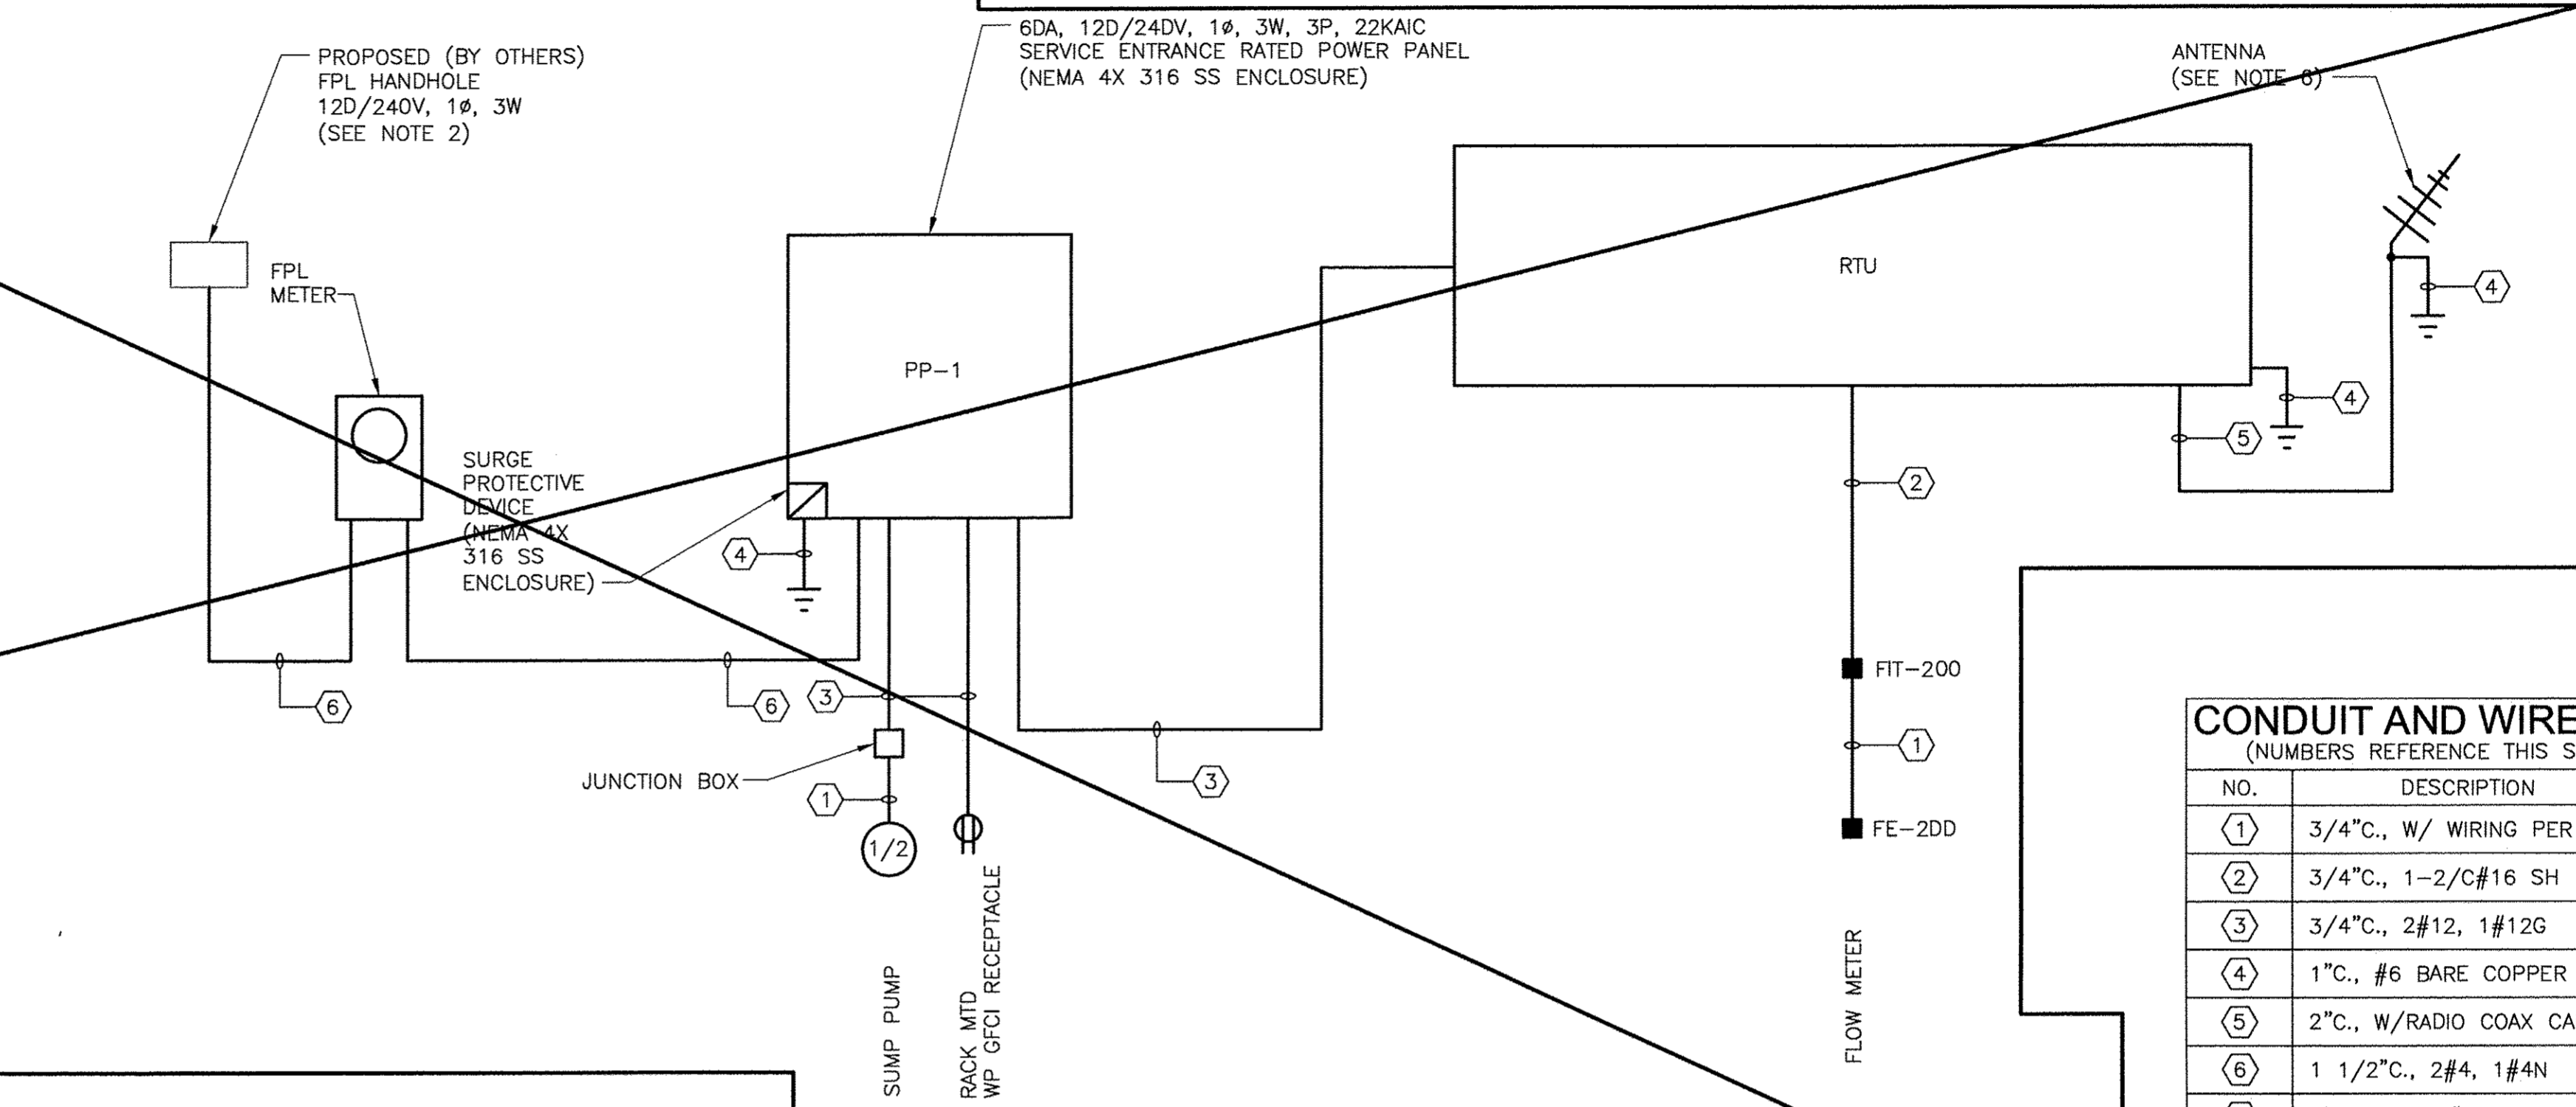 6DA, 12D/24DV, 1ø, 3W, 3P, 22KAIC
SERVICE ENTRANCE RATED POWER PANEL
(NEMA 4X 316 SS ENCLOSURE)
PROPOSED (BY OTHERS)
FPL HANDHOLE
12D/240V, 1ø, 3W
(SEE NOTE 2)
ANTENNA
(SEE NOTE 6)
FPL
METER
RTU
4
PP-1
4
5
SURGE
PROTECTIVE
DEVICE
(NEMA 4X
316 SS
ENCLOSURE)
2
4
FIT-200
6
6
3
1
JUNCTION BOX
3
1
1/2
FE-2DD
SUMP PUMP
RACK MTD
WP GFCI RECEPTACLE
FLOW METER
CONDUIT AND WIRE
(NUMBERS REFERENCE THIS S
NO. DESCRIPTION
1 3/4"C., W/ WIRING PER
2 3/4"C., 1-2/C#16 SH
3 3/4"C., 2#12, 1#12G
4 1"C., #6 BARE COPPER
5 2"C., W/RADIO COAX CA
6 1 1/2"C., 2#4, 1#4N